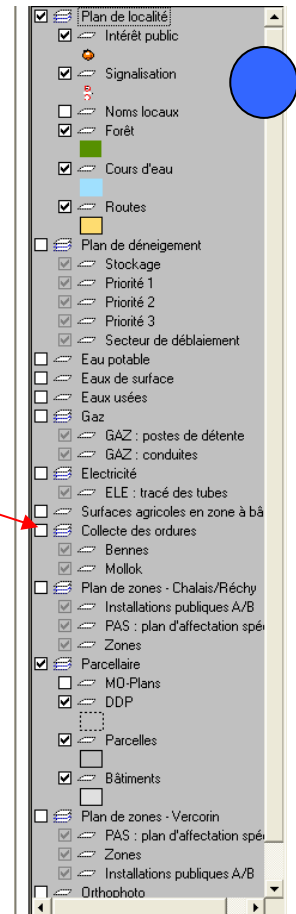 Plan de localité
Intérêt public
Signalisation
Noms locaux
Forêt
Cours d'eau
Routes
Plan de déneigement
Stockage
Priorité 1
Priorité 2
Priorité 3
Secteur de déblaiement
Eau potable
Eaux de surface
Eaux usées
Gaz
GAZ : postes de détente
GAZ : conduites
Electricité
ELE : tracé des tubes
Surfaces agricoles en zone à bâ
Collecte des ordures
Bennes
Mollok
Plan de zones - Chalais/Réchy
Installations publiques A/B
PAS : plan d'affectation spé
Zones
Parcellaire
MO-Plans
DDP
Parcelles
Bâtiments
Plan de zones - Vercorin
PAS : plan d'affectation spé
Zones
Installations publiques A/B
Orthophoto